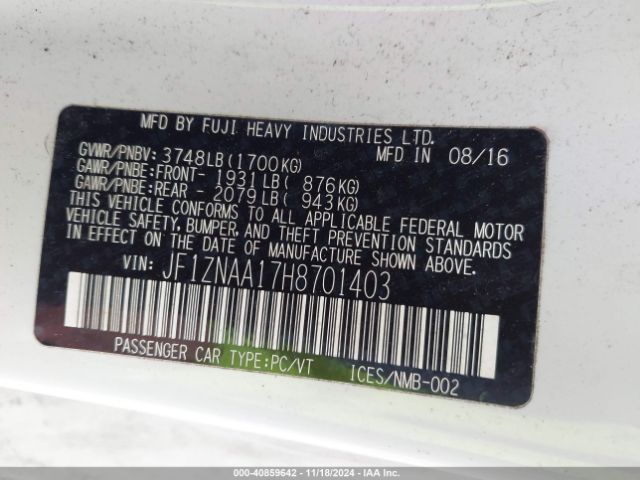 MFD BY FUJI HEAVY INDUSTRIES LTD.
GVWR/PNBV: 3748LB(1700KG) MFD IN 08/16
GAWR/PNBE:FRONT- 1931LB( 876KG)
GAWR/PNBE:REAR - 2079LB( 943KG)
THIS VEHICLE CONFORMS TO ALL APPLICABLE FEDERAL MOTOR
VEHICLE SAFETY, BUMPER, AND THEFT PREVENTION STANDARDS
IN EFFECT ON THE DATE OF MANUFACTURE SHOWN ABOVE.
VIN: JF1ZNAA17H8701403
PASSENGER CAR TYPE:PC/VT ICES/NMB-002
000-40859642 - 11/18/2024 - IAA Inc.